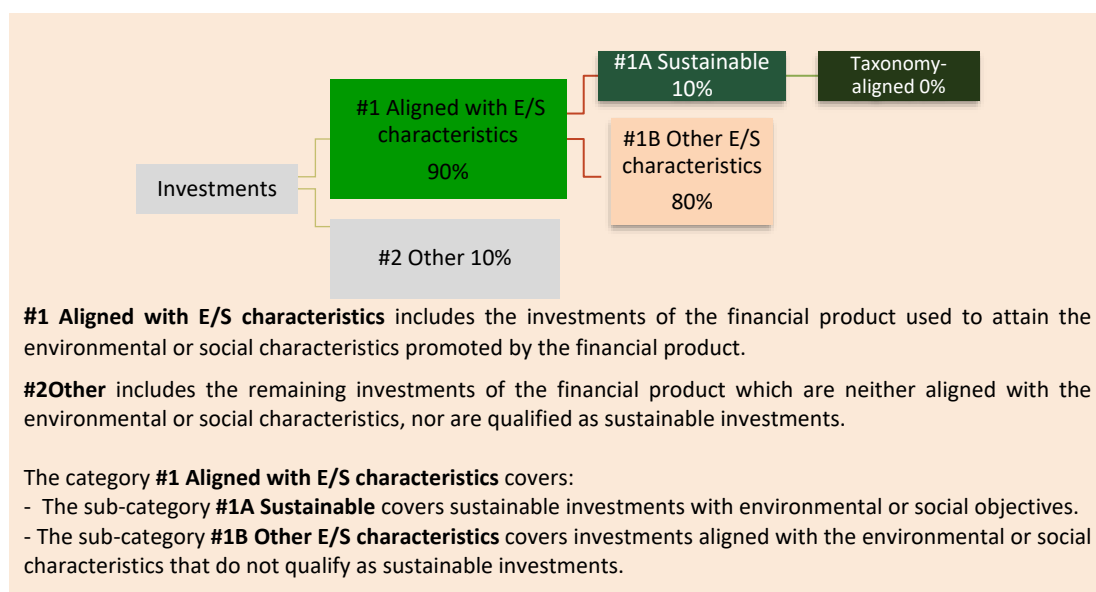 #1A Sustainable
10%
Taxonomy-
aligned 0%
#1 Aligned with E/S
characteristics
90%
#1B Other E/S
characteristics
80%
Investments
#2 Other 10%
#1 Aligned with E/S characteristics includes the investments of the financial product used to attain the
environmental or social characteristics promoted by the financial product.
#2Other includes the remaining investments of the financial product which are neither aligned with the
environmental or social characteristics, nor are qualified as sustainable investments.
The category #1 Aligned with E/S characteristics covers:
- The sub-category #1A Sustainable covers sustainable investments with environmental or social objectives.
- The sub-category #1B Other E/S characteristics covers investments aligned with the environmental or social
characteristics that do not qualify as sustainable investments.